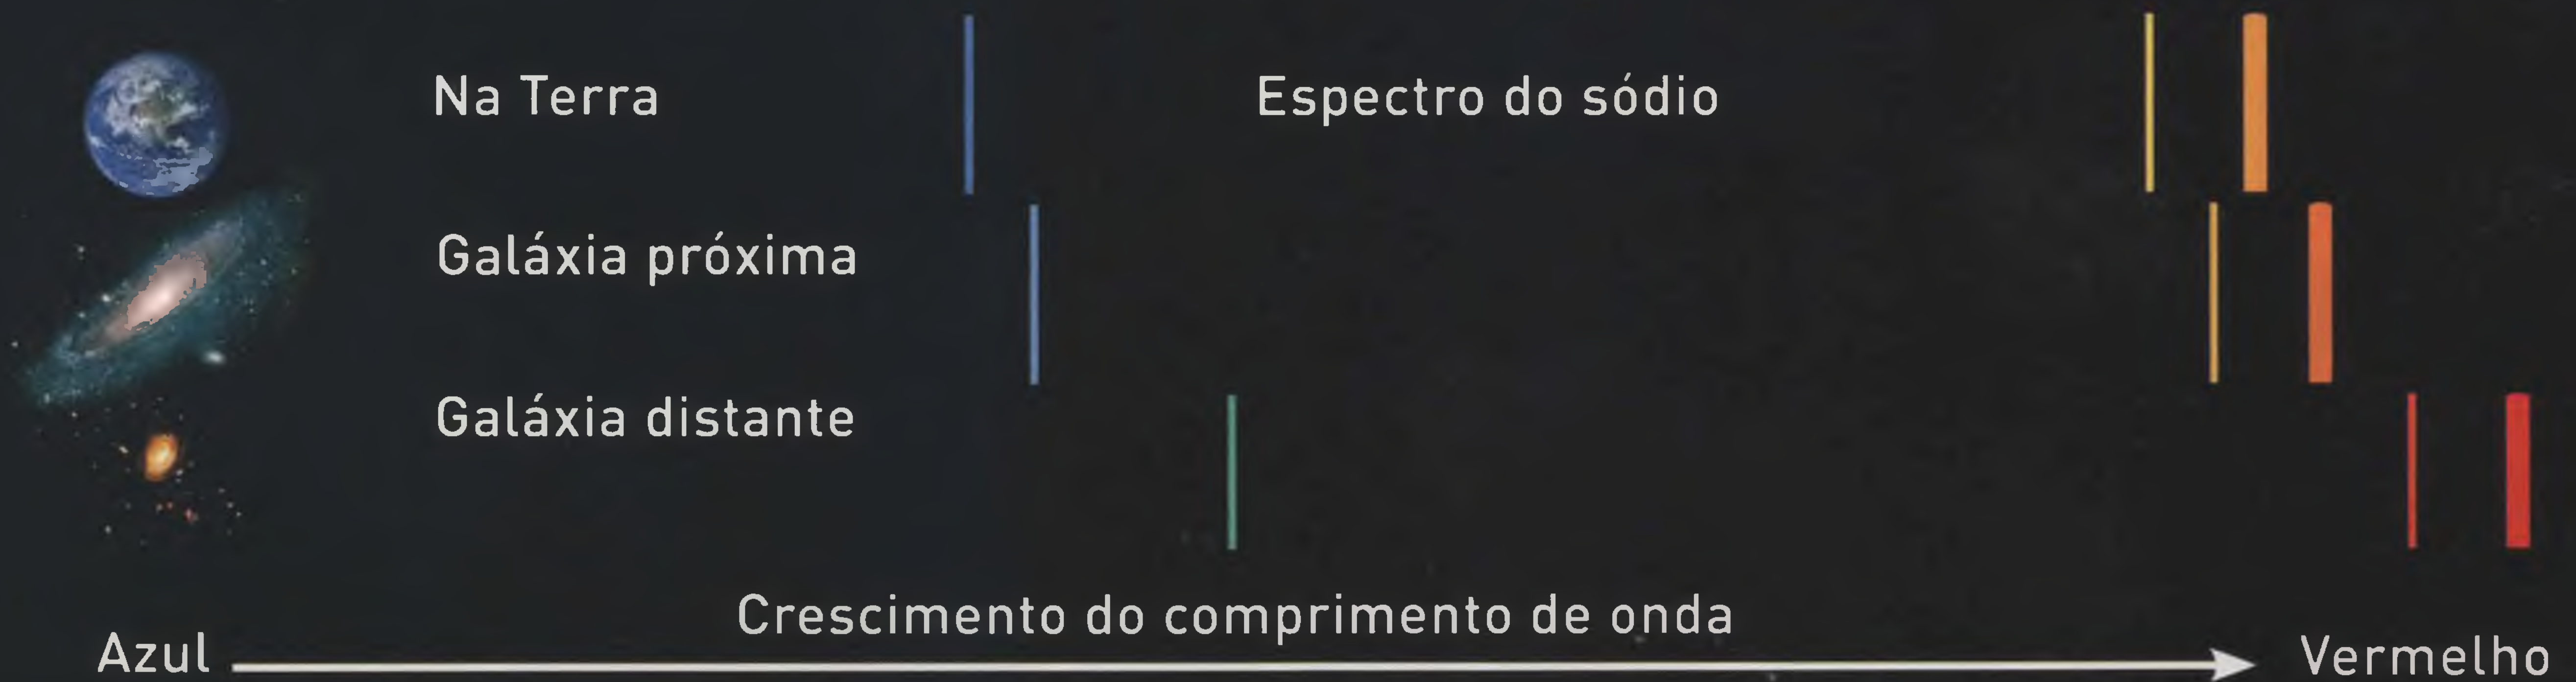 Na Terra
Espectro do sódio
Galáxia próxima
Galáxia distante
Crescimento do comprimento de onda
Azul
Vermelho